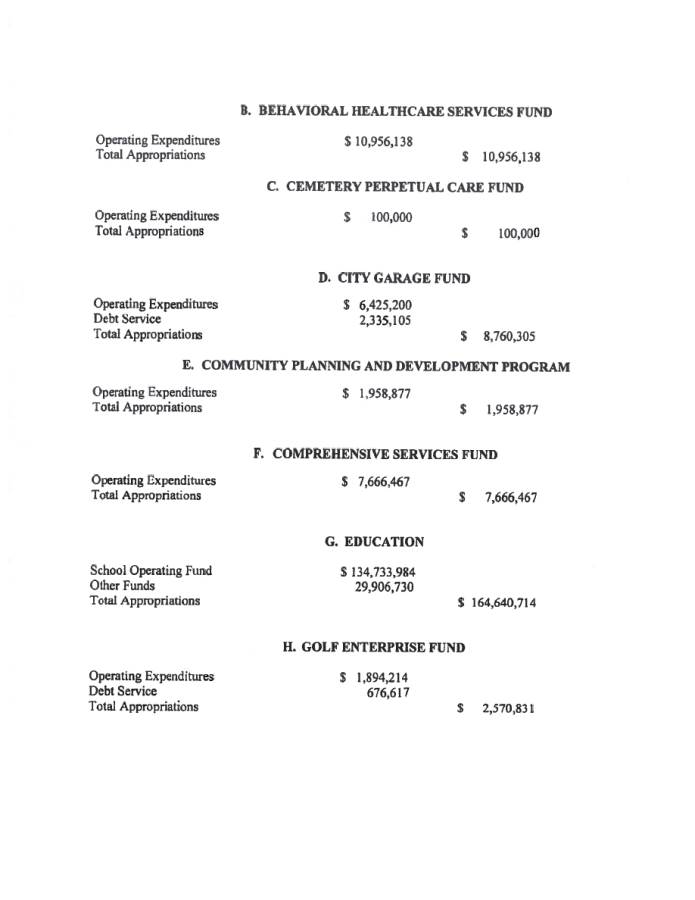 B. BEHAVIORAL HEALTHCARE SERVICES FUND
Operating Expenditures $ 10,956,138
Total Appropriations $ 10,956,138
C. CEMETERY PERPETUAL CARE FUND
Operating Expenditures $ 100,000
Total Appropriations $ 100,000
D. CITY GARAGE FUND
Operating Expenditures $ 6,425,200
Debt Service 2,335,105
Total Appropriations $ 8,760,305
E. COMMUNITY PLANNING AND DEVELOPMENT PROGRAM
Operating Expenditures $ 1,958,877
Total Appropriations $ 1,958,877
F. COMPREHENSIVE SERVICES FUND
Operating Expenditures $ 7,666,467
Total Appropriations $ 7,666,467
G. EDUCATION
School Operating Fund $ 134,733,984
Other Funds 29,906,730
Total Appropriations $ 164,640,714
H. GOLF ENTERPRISE FUND
Operating Expenditures $ 1,894,214
Debt Service 676,617
Total Appropriations $ 2,570,831